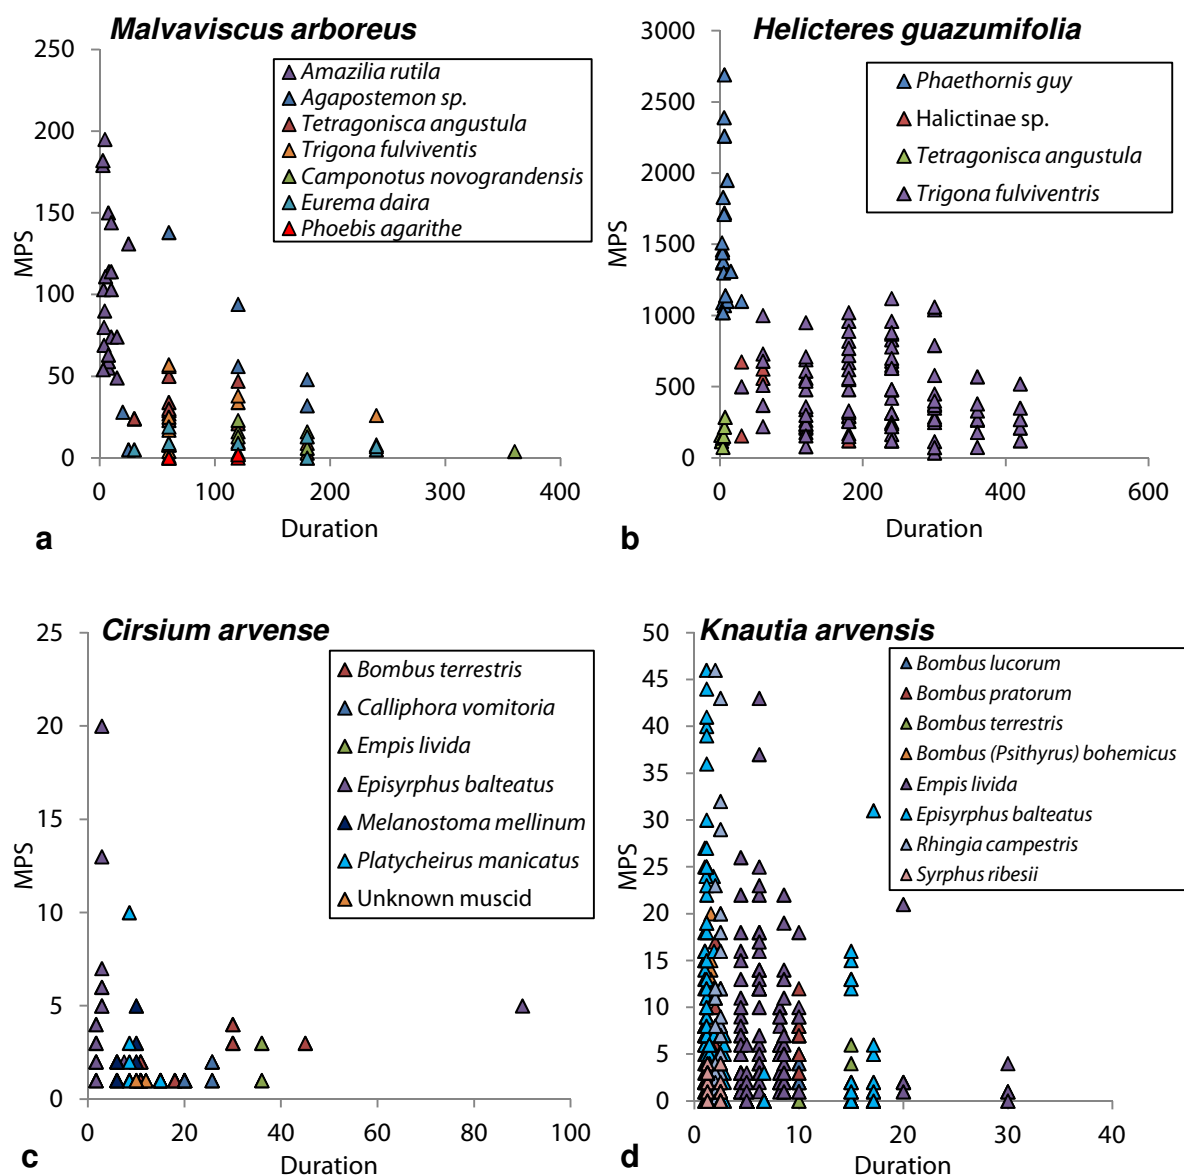 Malvaviscus arboreus
250
200
150
100
50
0
MPS
0 100 200 300 400
Duration
a
Amazilia rutila
Agapostemon sp.
Tetragonisca angustula
Trigona fulviventis
Camponotus novograndensis
Eurema daira
Phoebis agarithe
Helicteres guazumifolia
3000
2500
2000
1500
1000
500
0
MPS
0 200 400 600
Duration
b
Phaethornis guy
Halictinae sp.
Tetragonisca angustula
Trigona fulviventris
Cirsium arvense
25
20
15
10
5
0
MPS
0 20 40 60 80 100
Duration
c
Bombus terrestris
Calliphora vomitoria
Empis livida
Episyrphus balteatus
Melanostoma mellinum
Platycheirus manicatus
Unknown muscid
Knautia arvensis
50
45
40
35
30
25
20
15
10
5
0
MPS
0 10 20 30 40
Duration
d
Bombus lucorum
Bombus pratorum
Bombus terrestris
Bombus (Psithyrus) bohemicus
Empis livida
Episyrphus balteatus
Rhingia campestris
Syrphus ribesii